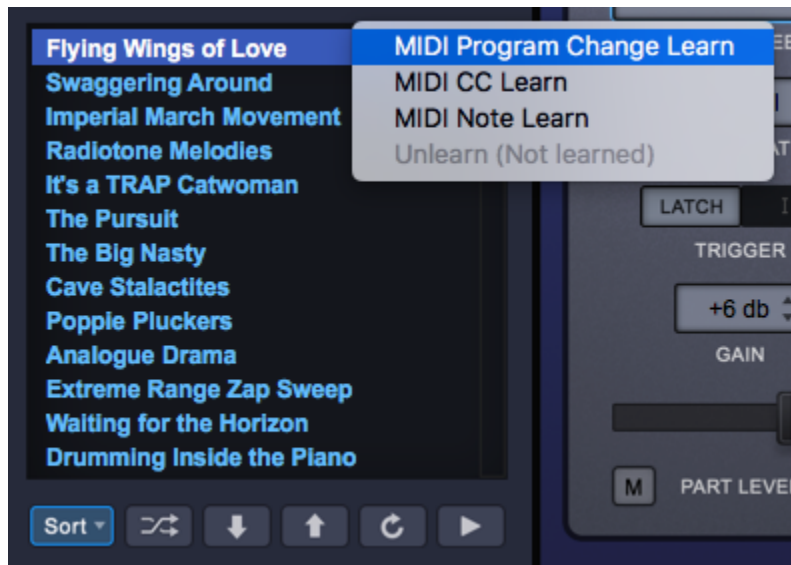 Flying Wings of Love
Swaggering Around
Imperial March Movement
Radiotone Melodies
It's a TRAP Catwoman
The Pursuit
The Big Nasty
Cave Stalactites
Poppie Pluckers
Analogue Drama
Extreme Range Zap Sweep
Waiting for the Horizon
Drumming Inside the Piano
Sort
MIDI Program Change Learn
MIDI CC Learn
MIDI Note Learn
Unlearn (Not learned)
LATCH
TRIGGER
+6 db
GAIN
M PART LEVE